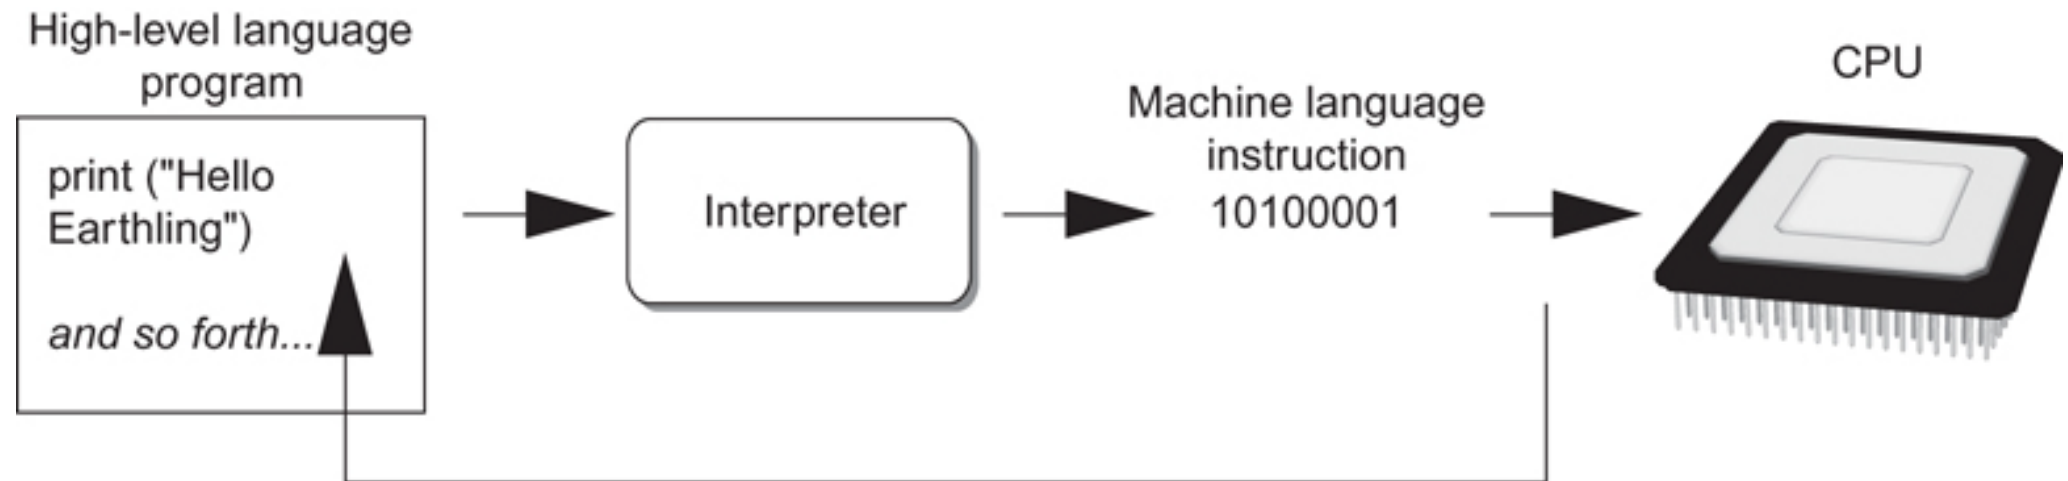 High-level language
program
print ("Hello
Earthling")
and so forth...
Interpreter
Machine language
instruction
10100001
CPU